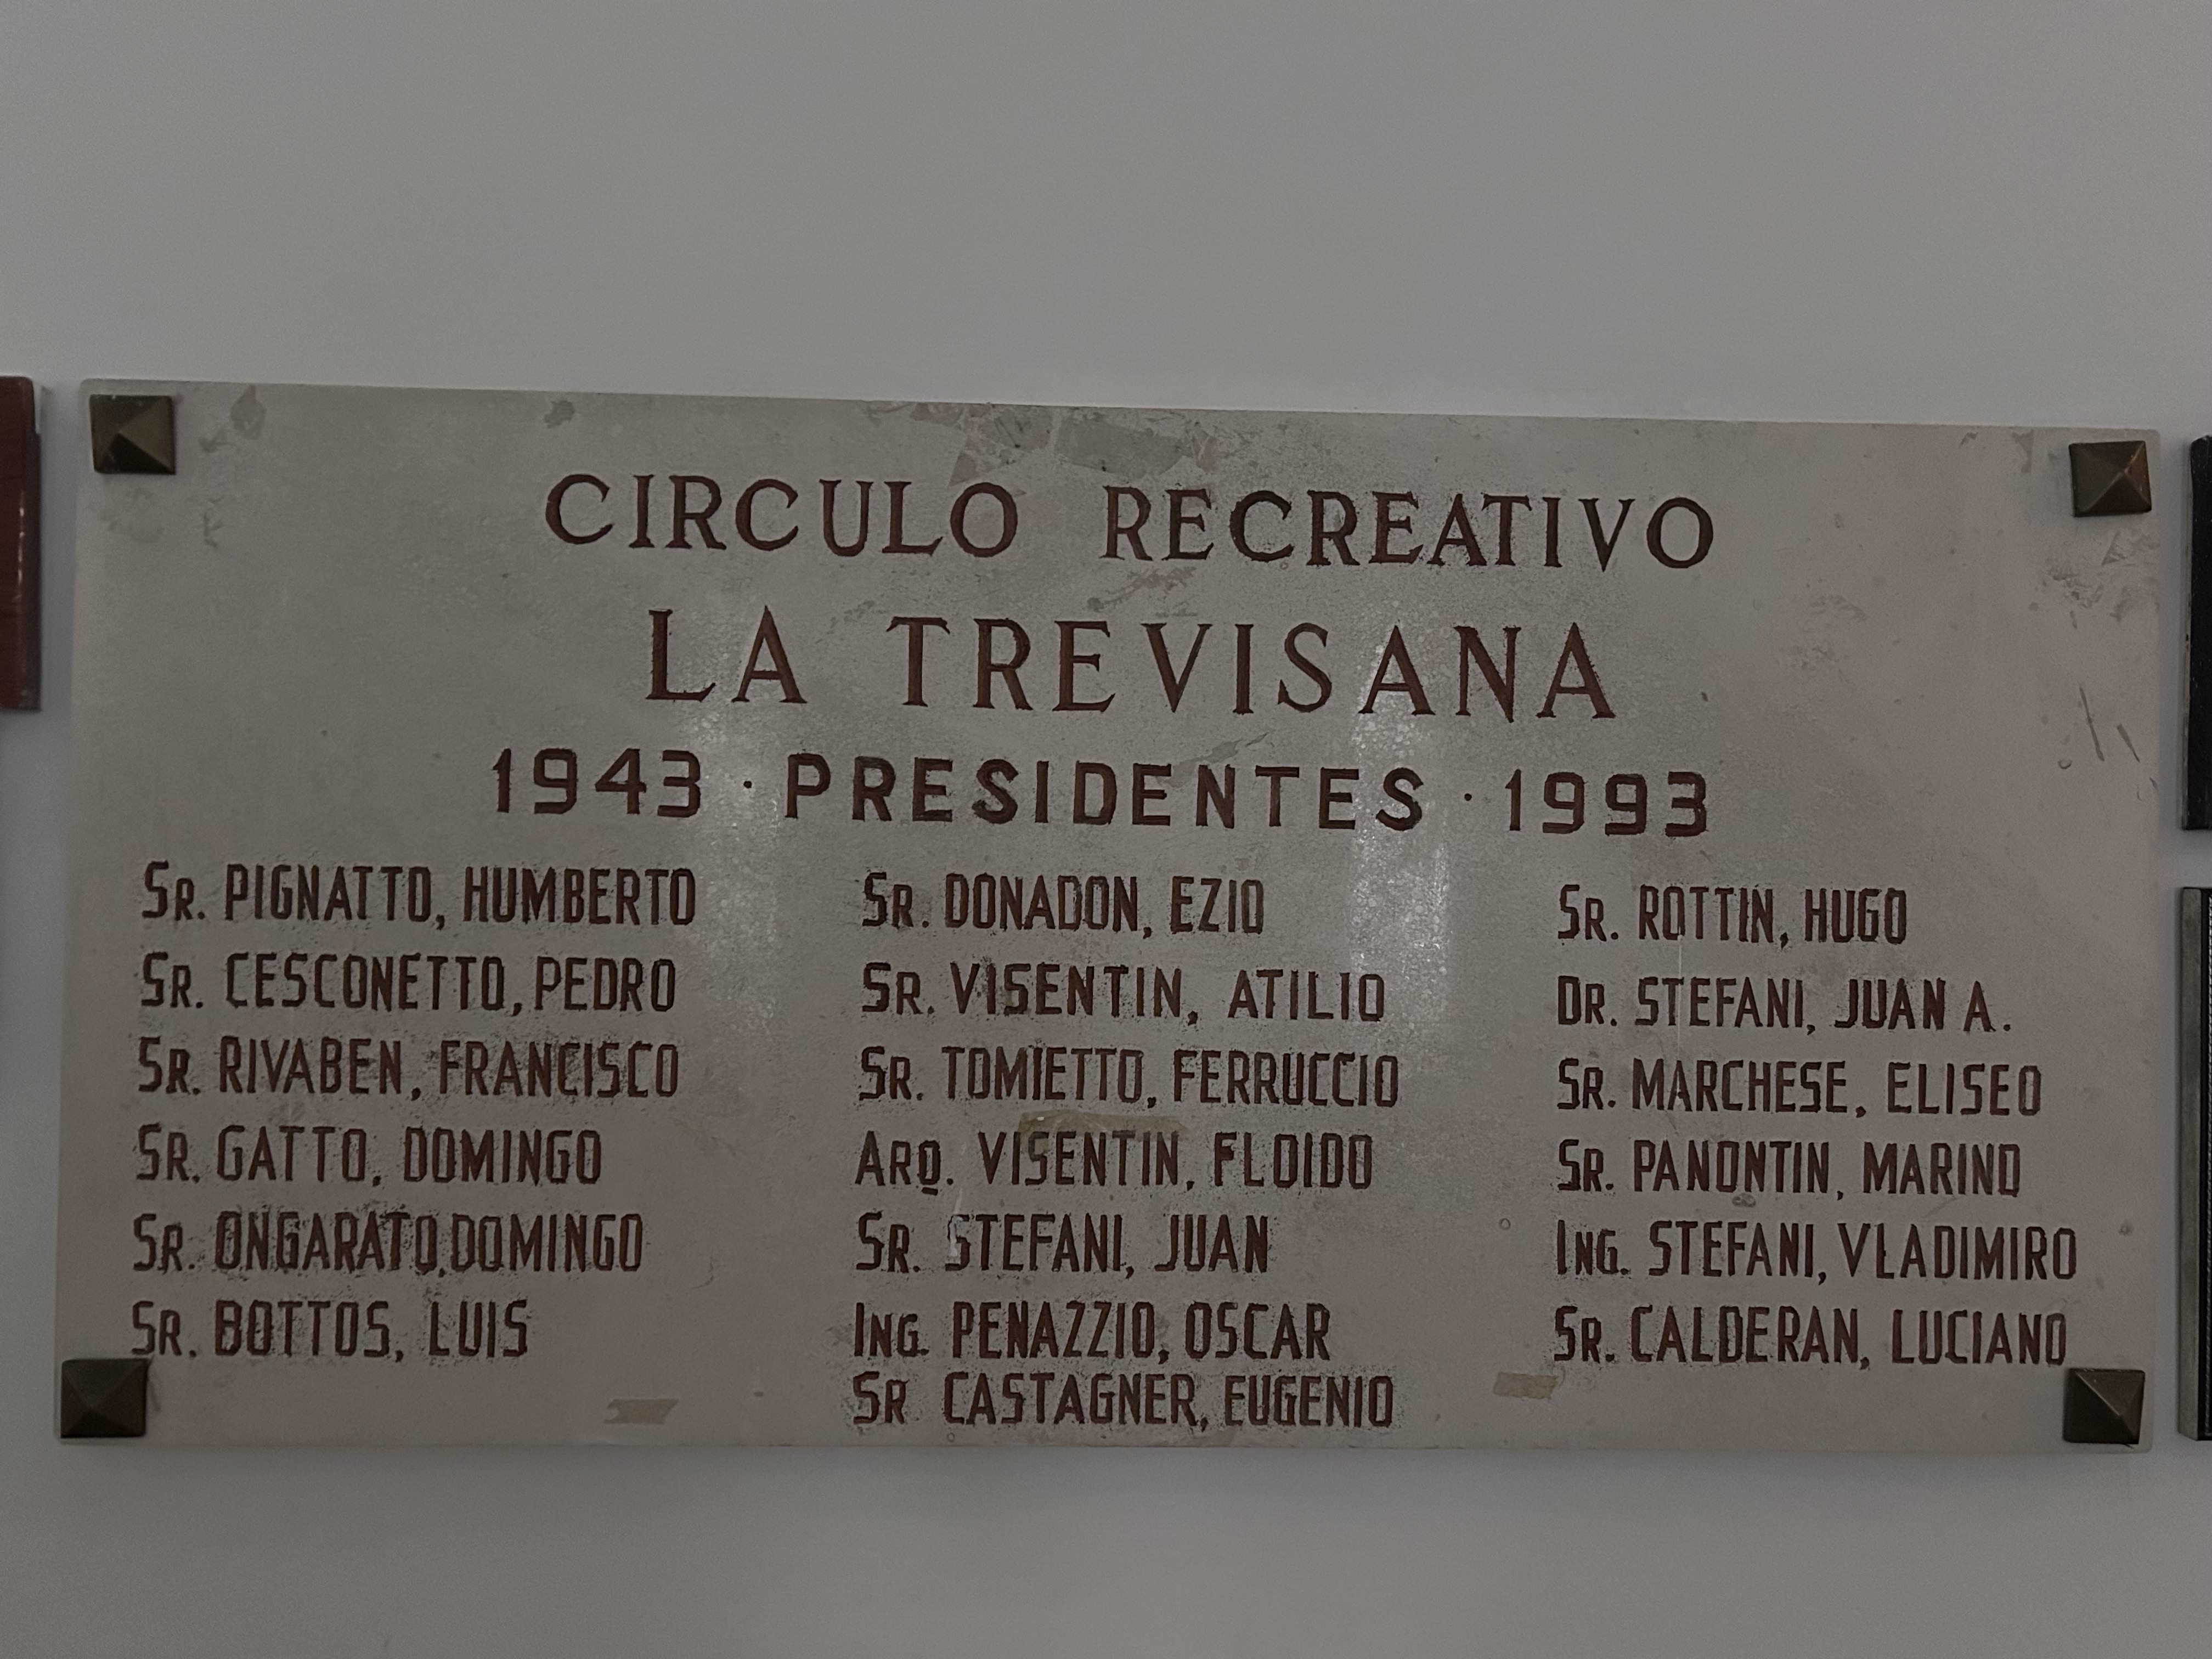 CIRCULO RECREATIVO
LA TREVISANA
1943 · PRESIDENTES · 1993
SR. PIGNATTO, HUMBERTO
SR. CESCONETTO, PEDRO
SR. RIVABEN, FRANCISCO
SR. GATTO, DOMINGO
SR. ONGARATO, DOMINGO
SR. BOTTOS, LUIS
SR. DONADON, EZIO
SR. VISENTIN, ATILIO
SR. TOMIETTO, FERRUCCIO
ARQ. VISENTIN, FLOIDO
SR. STEFANI, JUAN
ING. PENAZZIO, OSCAR
SR CASTAGNER, EUGENIO
SR. ROTTIN, HUGO
DR. STEFANI, JUAN A.
SR. MARCHESE, ELISEO
SR. PANONTIN, MARINO
ING. STEFANI, VLADIMIRO
SR. CALDERAN, LUCIANO